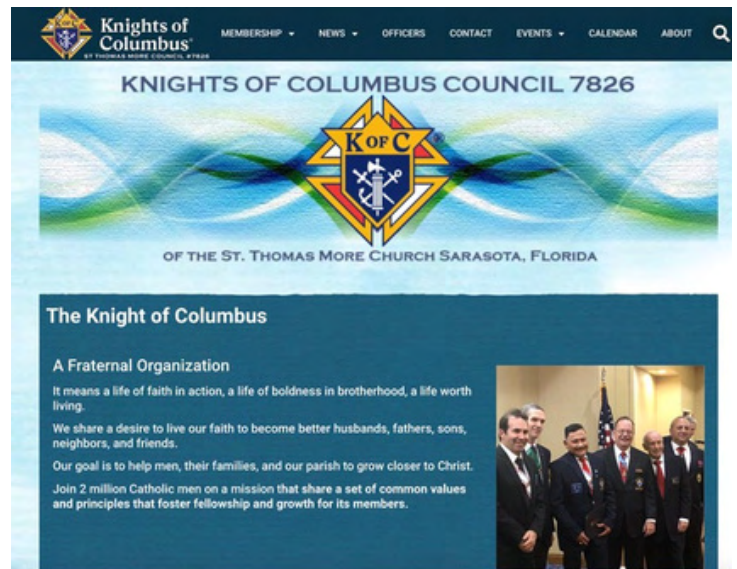 Knights of
Columbus®
ST THOMAS MORE COUNCIL #7826
MEMBERSHIP
NEWS
OFFICERS
CONTACT
EVENTS
CALENDAR
ABOUT
KNIGHTS OF COLUMBUS COUNCIL 7826
K OF C
®
OF THE ST. THOMAS MORE CHURCH SARASOTA, FLORIDA
The Knight of Columbus
A Fraternal Organization
It means a life of faith in action, a life of boldness in brotherhood, a life worth
living.
We share a desire to live our faith to become better husbands, fathers, sons,
neighbors, and friends.
Our goal is to help men, their families, and our parish to grow closer to Christ.
Join 2 million Catholic men on a mission that share a set of common values
and principles that foster fellowship and growth for its members.